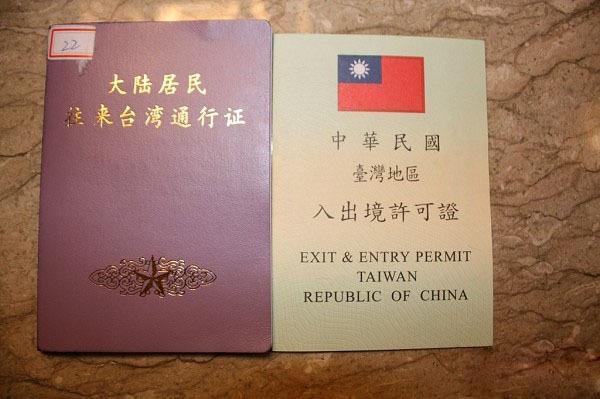 22
大陆居民
往来台湾通行证
中華民國
臺灣地區
入出境許可證
EXIT & ENTRY PERMIT
TAIWAN
REPUBLIC OF CHINA